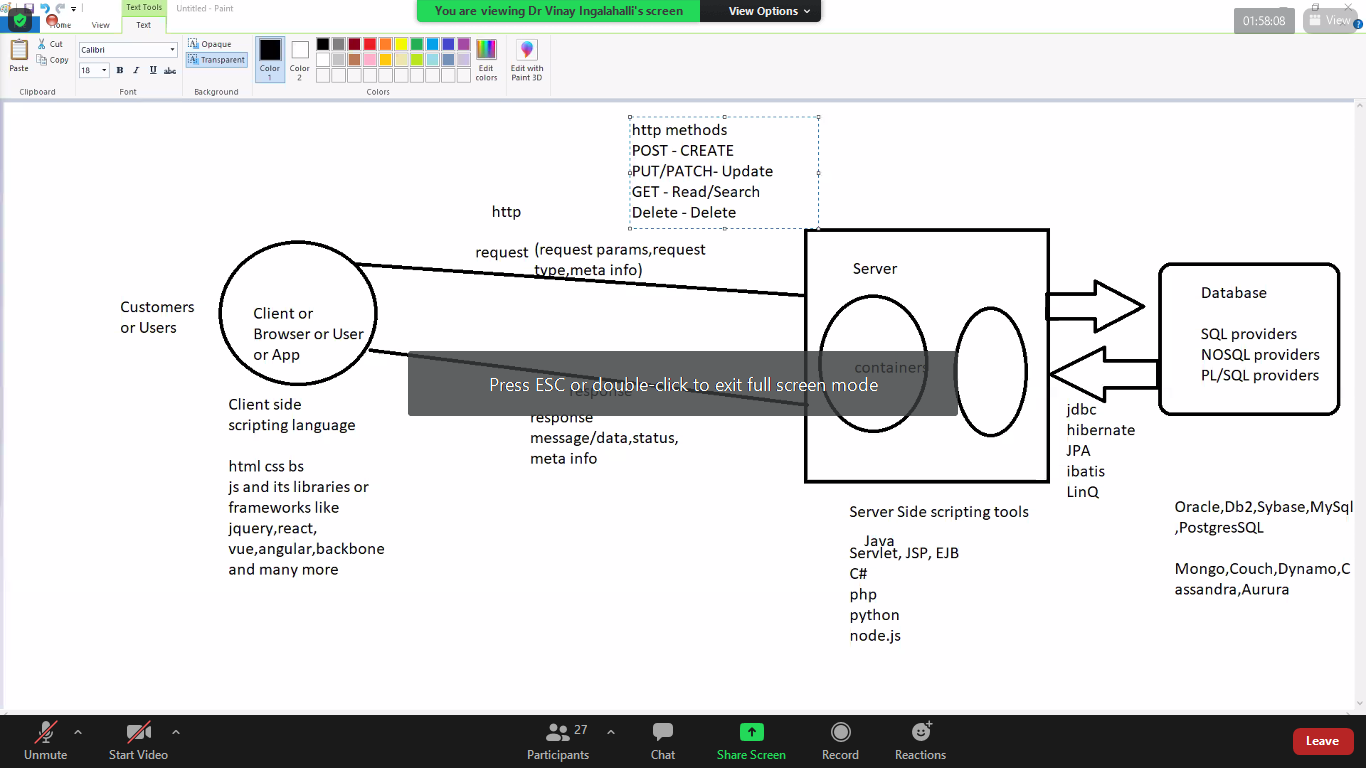 Text Tools
Untitled - Paint
You are viewing Dr Vinay Ingalahalli's screen
View Options
01:58:08
View
Home
View
Text
Paste
Cut
Copy
Clipboard
Calibri
18
B I U abc
Font
Opaque
Transparent
Background
Color 1
Color 2
Colors
Edit colors
Edit with Paint 3D
http methods
POST - CREATE
PUT/PATCH- Update
GET - Read/Search
Delete - Delete
http
request
(request params,request
type,meta info)
Customers
or Users
Client or
Browser or User
or App
Client side
scripting language
html css bs
js and its libraries or
frameworks like
jquery,react,
vue,angular,backbone
and many more
Press ESC or double-click to exit full screen mode
response
response
message/data,status,
meta info
Server
containers
Server Side scripting tools
Java
Servlet, JSP, EJB
C#
php
python
node.js
jdbc
hibernate
JPA
ibatis
LinQ
Database
SQL providers
NOSQL providers
PL/SQL providers
Oracle,Db2,Sybase,MySql
,PostgresSQL
Mongo,Couch,Dynamo,C
assandra,Aurura
Unmute
Start Video
27
Participants
Chat
Share Screen
Record
Reactions
Leave